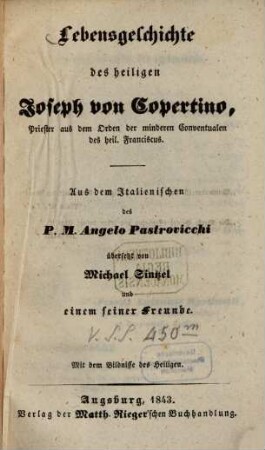 Lebensgeschichte
des heiligen
Joseph von Copertino,
Priester aus dem Orden der minderen Conventualen
des heil. Franciscus.
Aus dem Italienischen
des
P. M. Angelo Pastrovicchi
übersetzt von
Michael Sintzel
und
einem seiner Freunde.
V. S. S. 450 m
Mit dem Bildnisse des Heiligen.
Augsburg, 1843.
Verlag der Matth. Rieger'schen Buchhandlung.